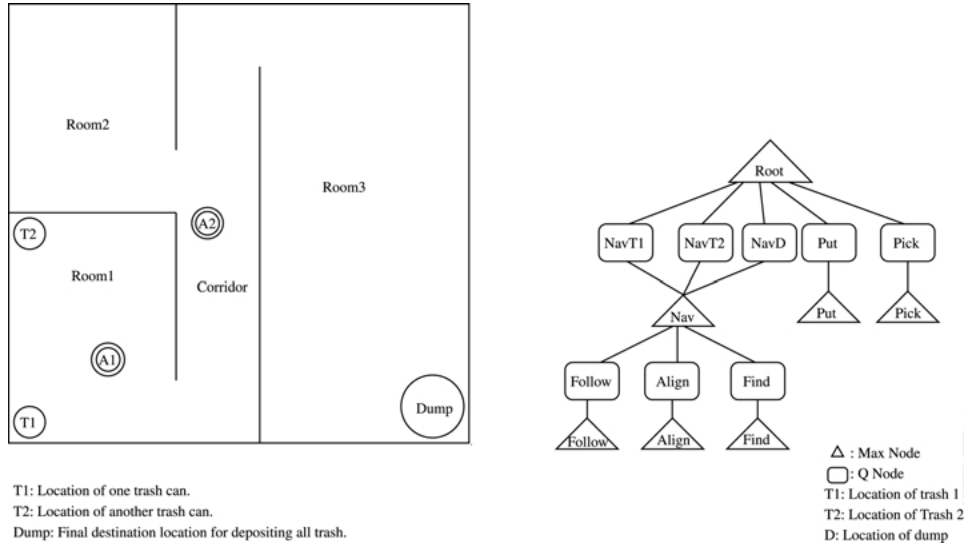 Room2
Room3
T2
A2
Room1
Corridor
A1
T1
Dump
T1: Location of one trash can.
T2: Location of another trash can.
Dump: Final destination location for depositing all trash.
Root
NavT1 NavT2 NavD Put Pick
Nav Put Pick
Follow Align Find
Follow Align Find
: Max Node
: Q Node
T1: Location of trash 1
T2: Location of Trash 2
D: Location of dump